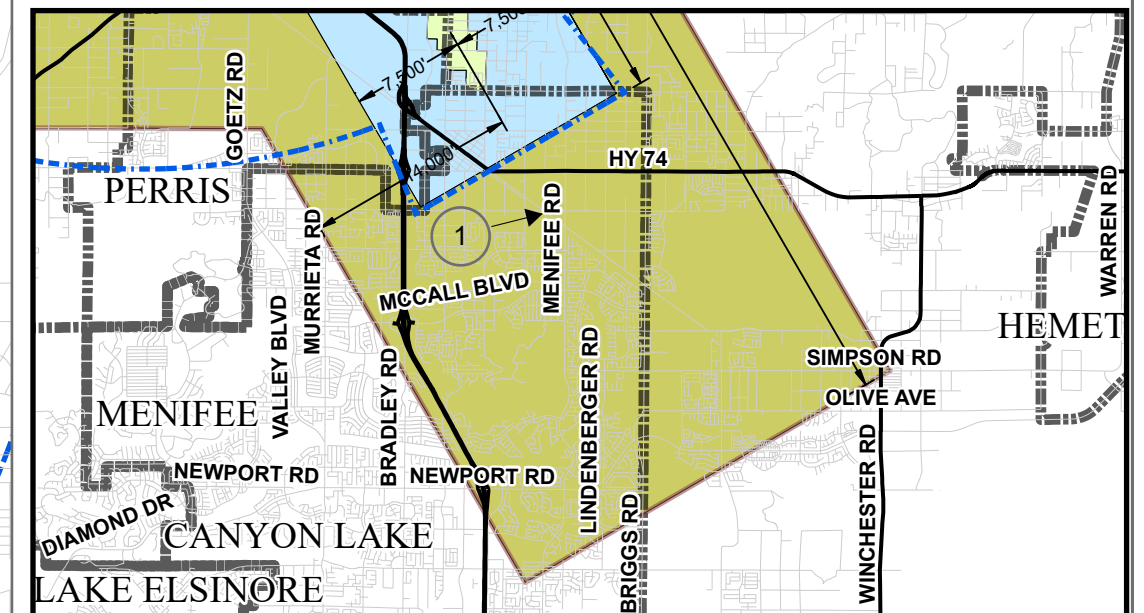 7,500'
7,500'
GOETZ RD
14,000'
HY 74
PERRIS
MURRIETA RD
1
MENIFEE RD
WARREN RD
MCCALL BLVD
VALLEY BLVD
HEMET
BRADLEY RD
LINDENBERGER RD
SIMPSON RD
OLIVE AVE
MENIFEE
NEWPORT RD
NEWPORT RD
WINCHESTER RD
BRIGGS RD
DIAMOND DR
CANYON LAKE
LAKE ELSINORE